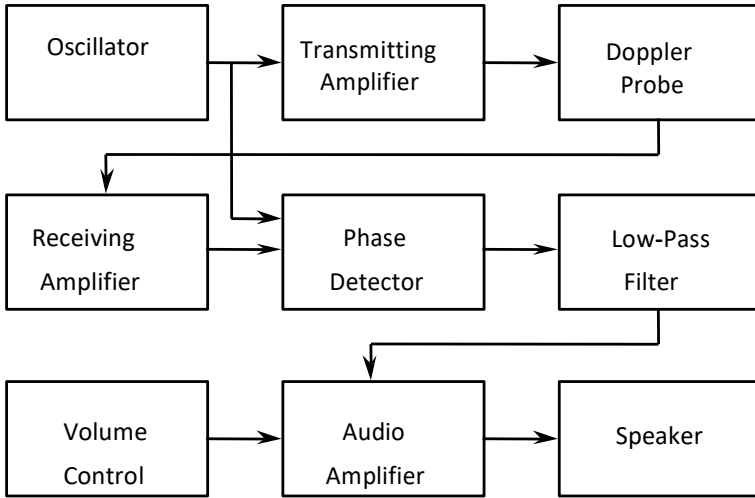 Oscillator
Transmitting
Amplifier
Doppler
Probe
Receiving
Amplifier
Phase
Detector
Low-Pass
Filter
Volume
Control
Audio
Amplifier
Speaker